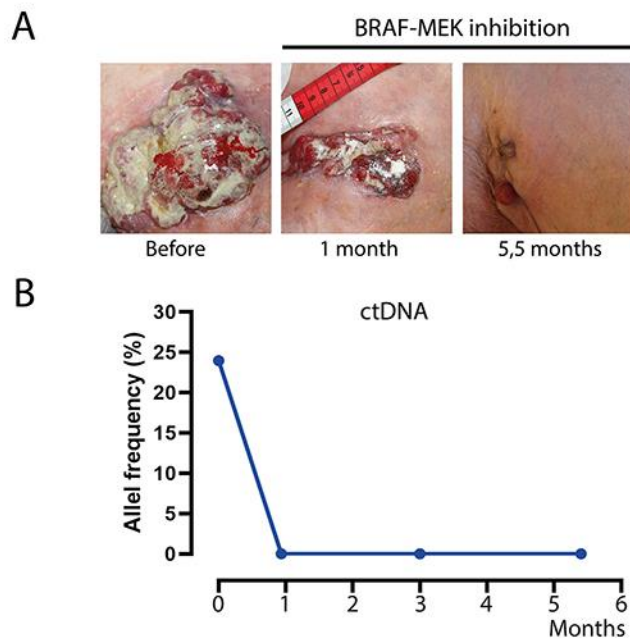 A
BRAF-MEK inhibition
Before
1 month
5,5 months
B
ctDNA
Allel frequency (%)
30
25
20
15
10
5
0
0 1 2 3 4 5 6
Months